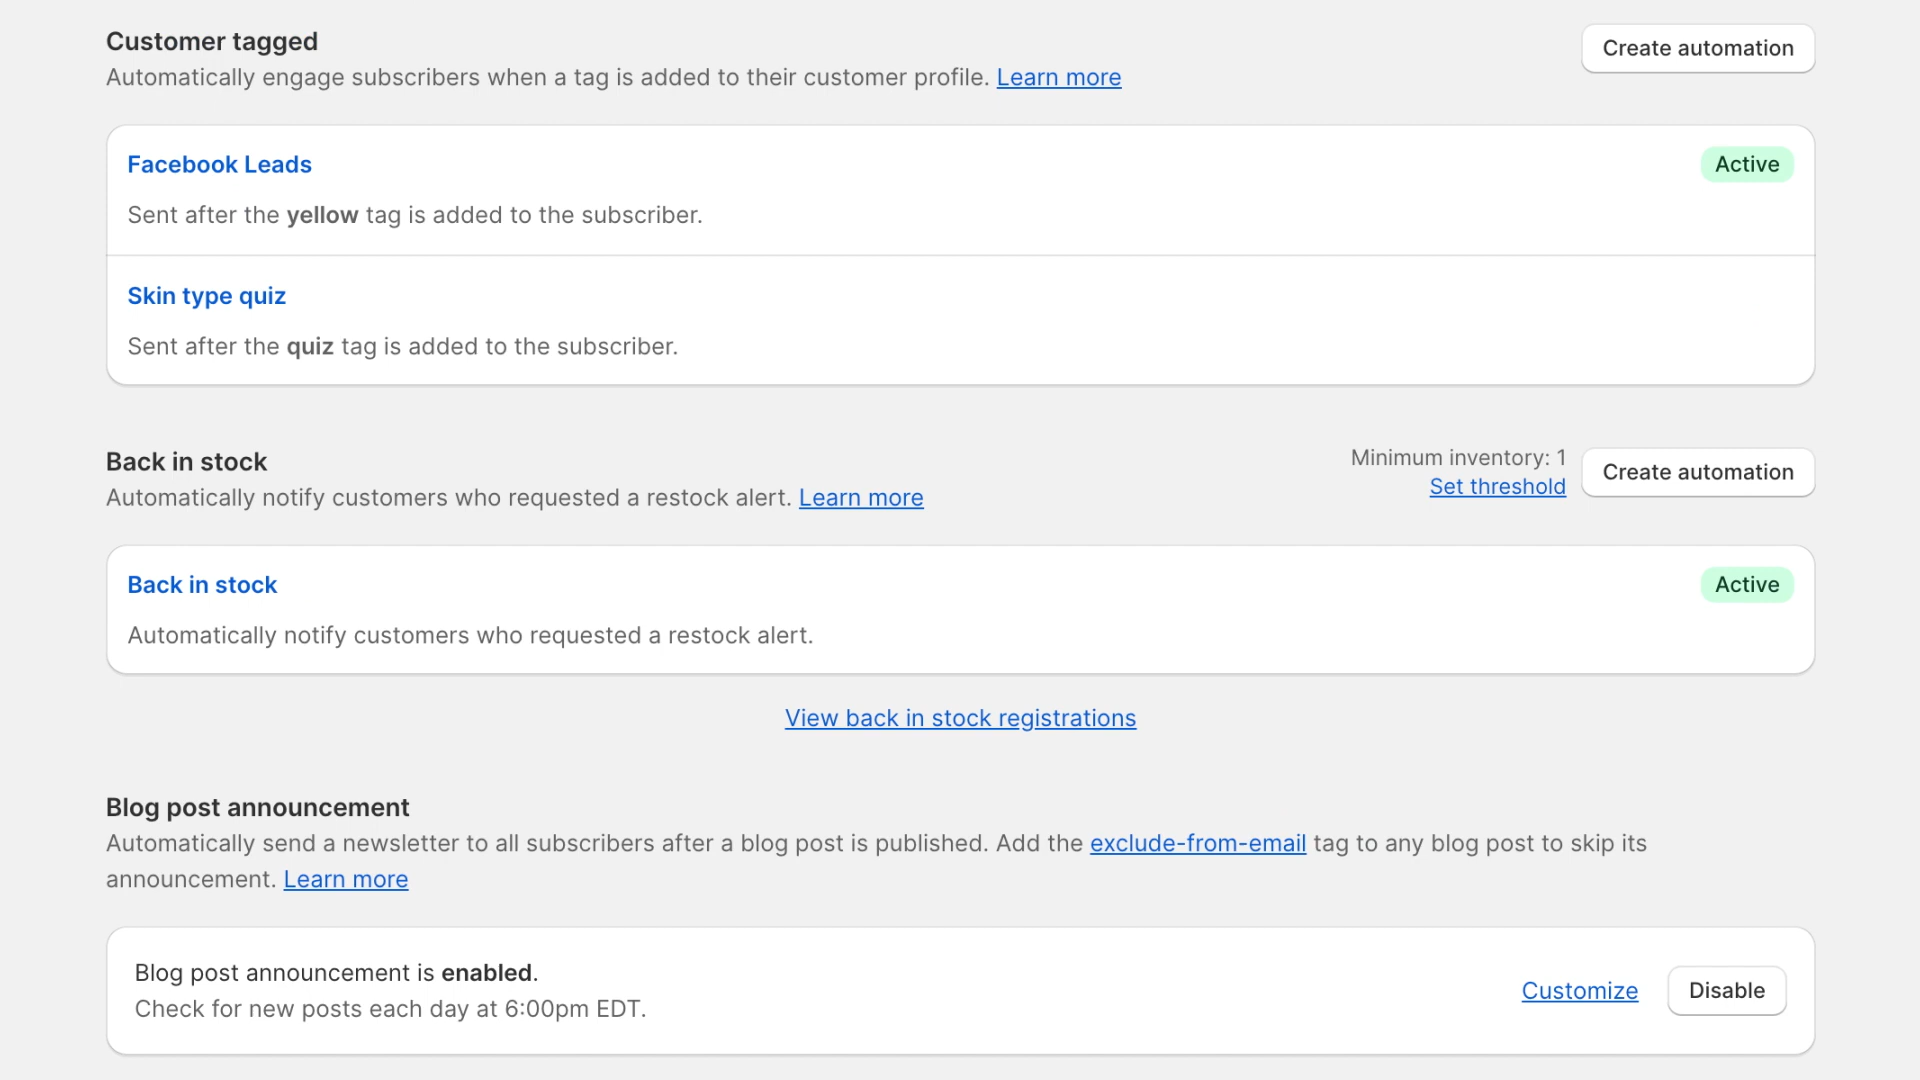 Customer tagged
Create automation
Automatically engage subscribers when a tag is added to their customer profile. Learn more
Facebook Leads
Active
Sent after the yellow tag is added to the subscriber.
Skin type quiz
Sent after the quiz tag is added to the subscriber.
Back in stock
Minimum inventory: 1
Set threshold
Create automation
Automatically notify customers who requested a restock alert. Learn more
Back in stock
Active
Automatically notify customers who requested a restock alert.
View back in stock registrations
Blog post announcement
Automatically send a newsletter to all subscribers after a blog post is published. Add the exclude-from-email tag to any blog post to skip its
announcement. Learn more
Blog post announcement is enabled.
Check for new posts each day at 6:00pm EDT.
Customize
Disable